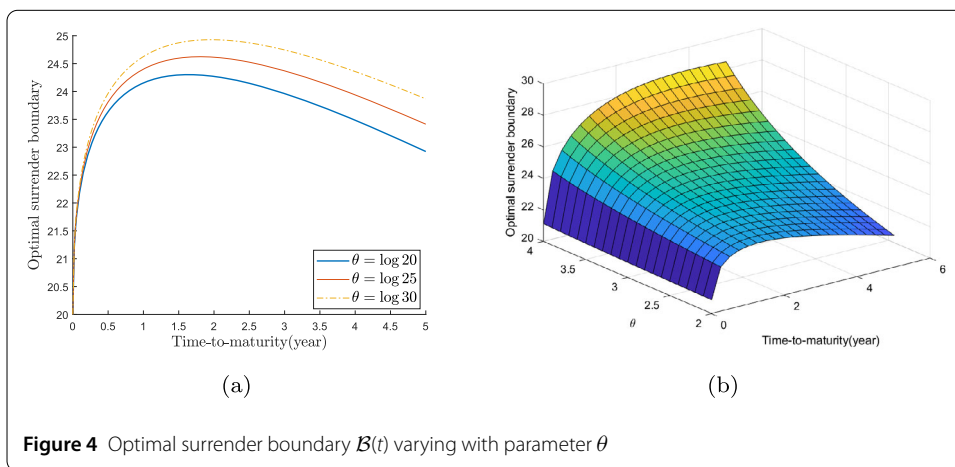 25
24.5
24
23.5
23
22.5
22
21.5
21
20.5
20
Optimal surrender boundary
0 0.5 1 1.5 2 2.5 3 3.5 4 4.5 5
Time-to-maturity(year)
θ = log 20
θ = log 25
θ = log 30
(a)
30
28
26
24
22
20
Optimal surrender boundary
4 3.5 3 2.5 2
θ
0 2 4 6
Time-to-maturity(year)
(b)
Figure 4 Optimal surrender boundary 𝓑(t) varying with parameter θ